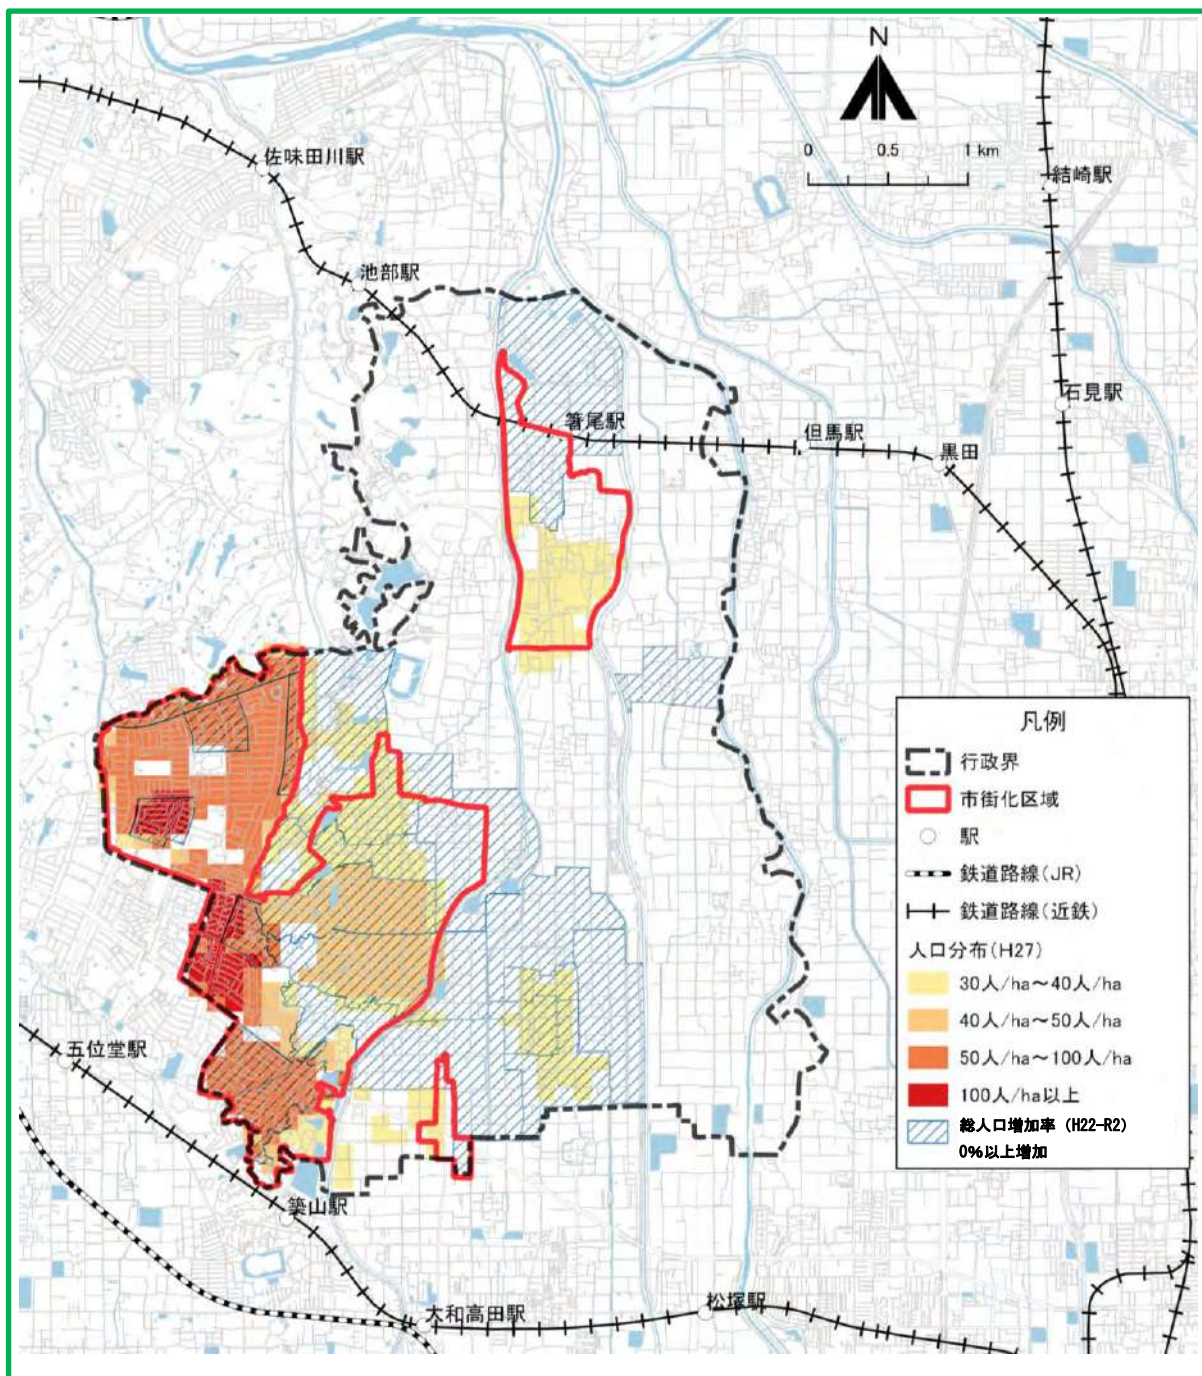 N
0 0.5 1 km
佐味田川駅
結崎駅
池部駅
石見駅
箸尾駅
但馬駅
黒田
凡例
行政界
市街化区域
駅
鉄道路線(JR)
鉄道路線(近鉄)
人口分布(H27)
30人/ha～40人/ha
40人/ha～50人/ha
50人/ha～100人/ha
100人/ha以上
総人口増加率 (H22-R2)
0%以上増加
五位堂駅
築山駅
大和高田駅
松塚駅